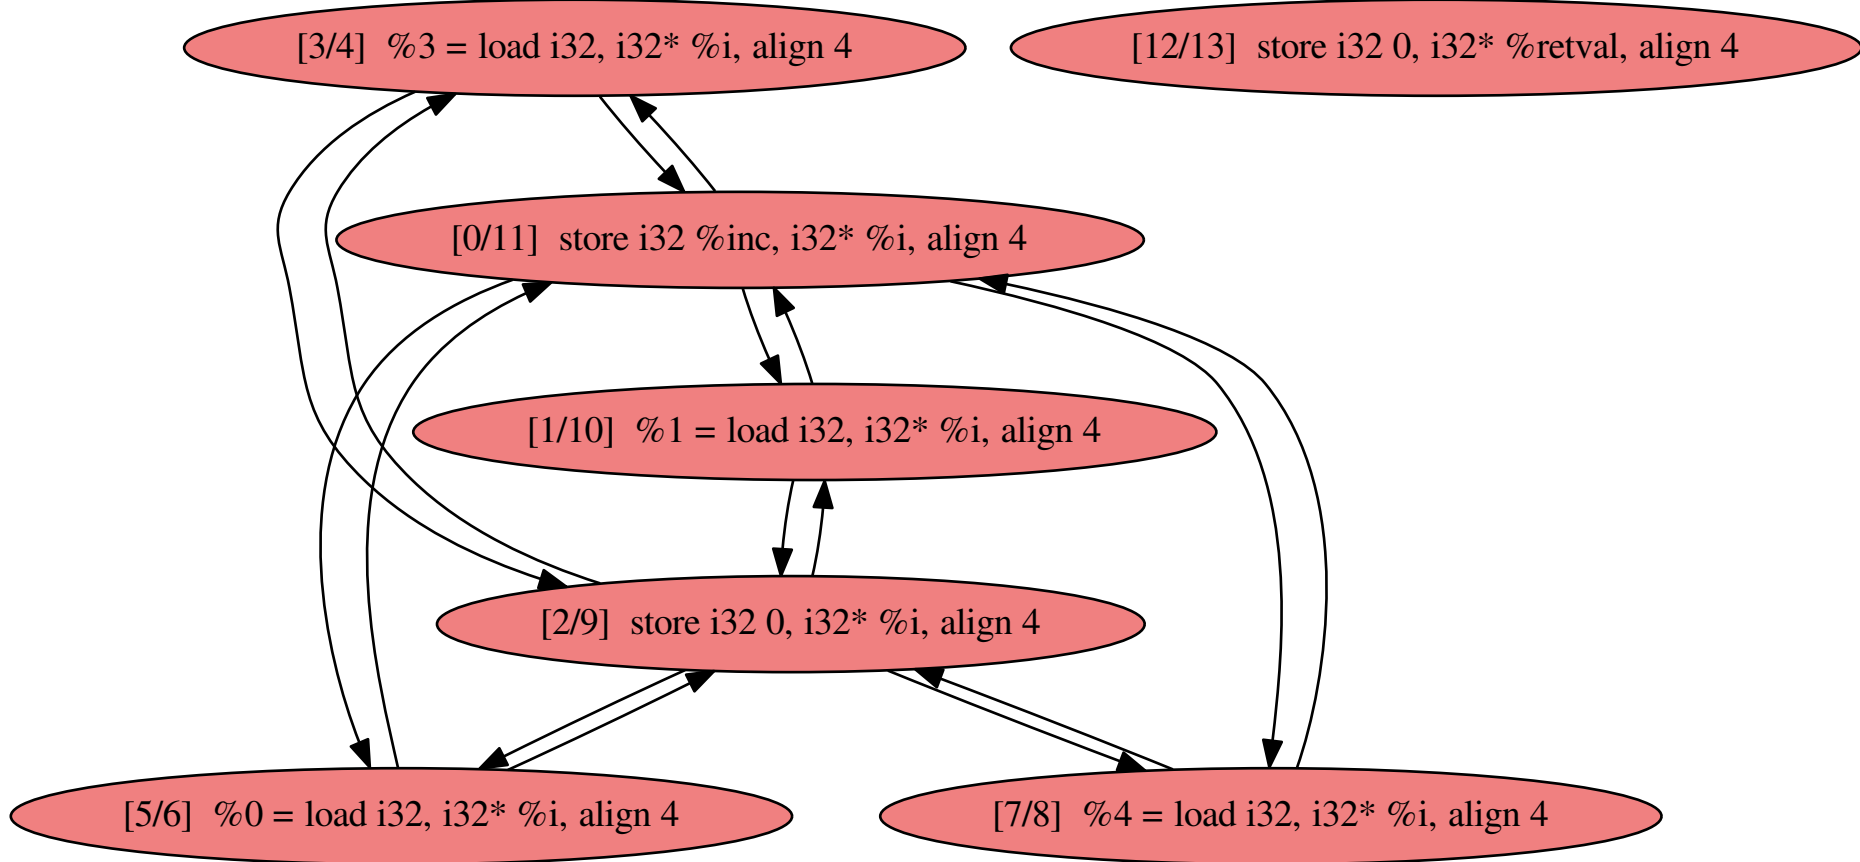 [3/4] %3 = load i32, i32* %i, align 4
[12/13] store i32 0, i32* %retval, align 4
[0/11] store i32 %inc, i32* %i, align 4
[1/10] %1 = load i32, i32* %i, align 4
[2/9] store i32 0, i32* %i, align 4
[5/6] %0 = load i32, i32* %i, align 4
[7/8] %4 = load i32, i32* %i, align 4